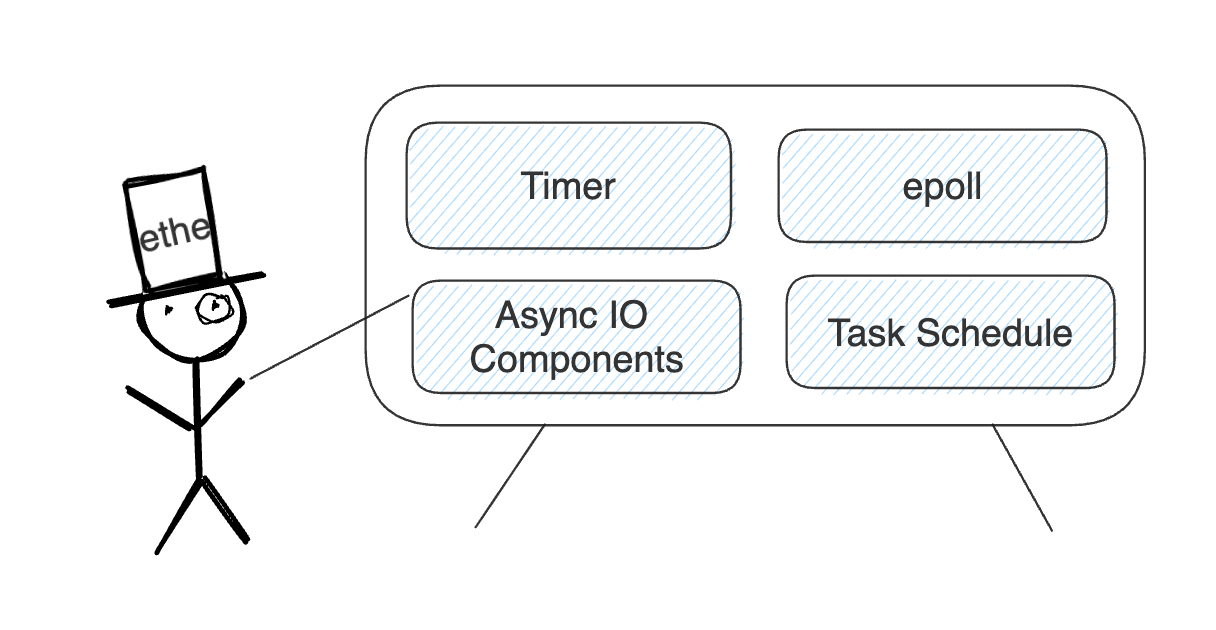 ethe
Timer
epoll
Async IO
Components
Task Schedule